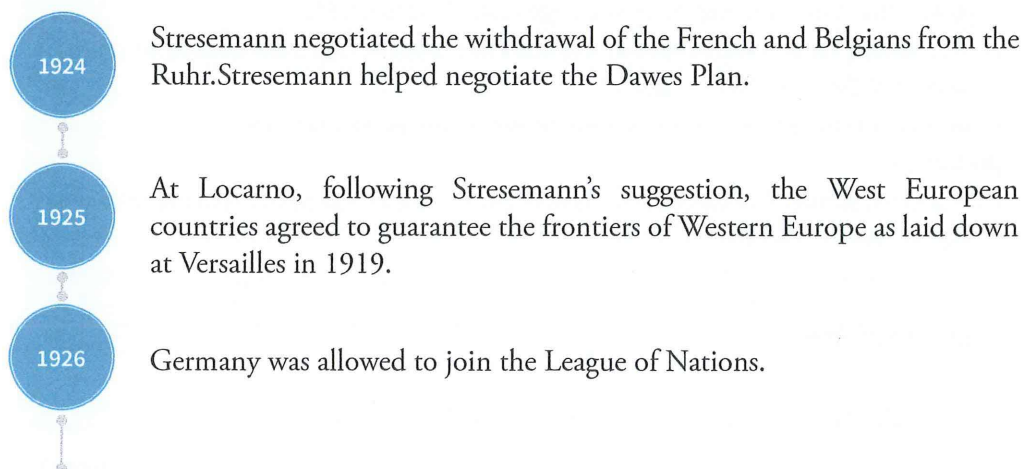 1924
Stresemann negotiated the withdrawal of the French and Belgians from the
Ruhr.Stresemann helped negotiate the Dawes Plan.
1925
At Locarno, following Stresemann's suggestion, the West European
countries agreed to guarantee the frontiers of Western Europe as laid down
at Versailles in 1919.
1926
Germany was allowed to join the League of Nations.